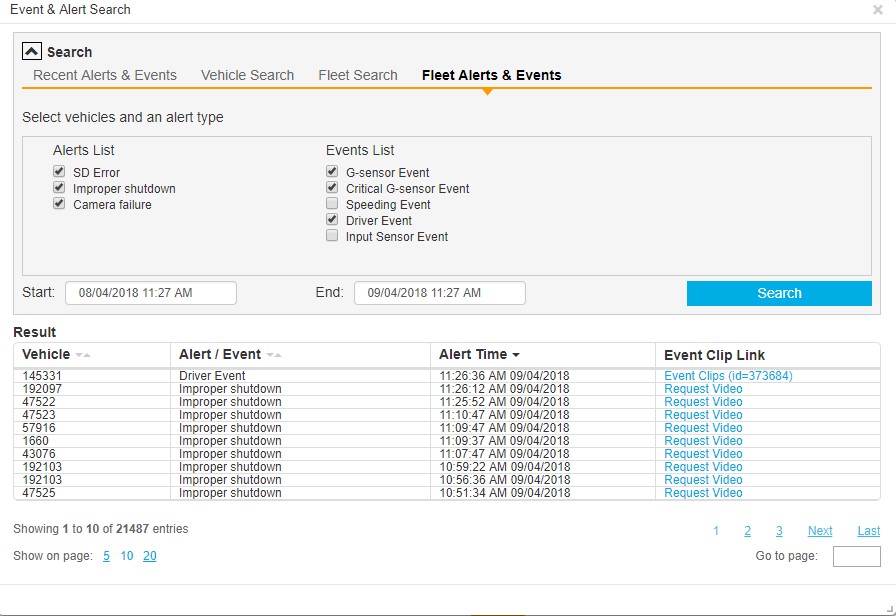 Event & Alert Search
Search
Recent Alerts & Events Vehicle Search Fleet Search Fleet Alerts & Events
Select vehicles and an alert type
Alerts List Events List
SD Error G-sensor Event
Improper shutdown Critical G-sensor Event
Camera failure Speeding Event
Driver Event
Input Sensor Event
Start: 08/04/2018 11:27 AM End: 09/04/2018 11:27 AM Search
Result
Vehicle Alert / Event Alert Time Event Clip Link
145331 Driver Event 11:26:36 AM 09/04/2018 Event Clips (id=373684)
192097 Improper shutdown 11:26:12 AM 09/04/2018 Request Video
47522 Improper shutdown 11:25:52 AM 09/04/2018 Request Video
47523 Improper shutdown 11:10:47 AM 09/04/2018 Request Video
57916 Improper shutdown 11:09:47 AM 09/04/2018 Request Video
1660 Improper shutdown 11:09:37 AM 09/04/2018 Request Video
43076 Improper shutdown 11:07:47 AM 09/04/2018 Request Video
192103 Improper shutdown 10:59:22 AM 09/04/2018 Request Video
192103 Improper shutdown 10:56:36 AM 09/04/2018 Request Video
47525 Improper shutdown 10:51:34 AM 09/04/2018 Request Video
Showing 1 to 10 of 21487 entries 1 2 3 Next Last
Show on page: 5 10 20 Go to page: